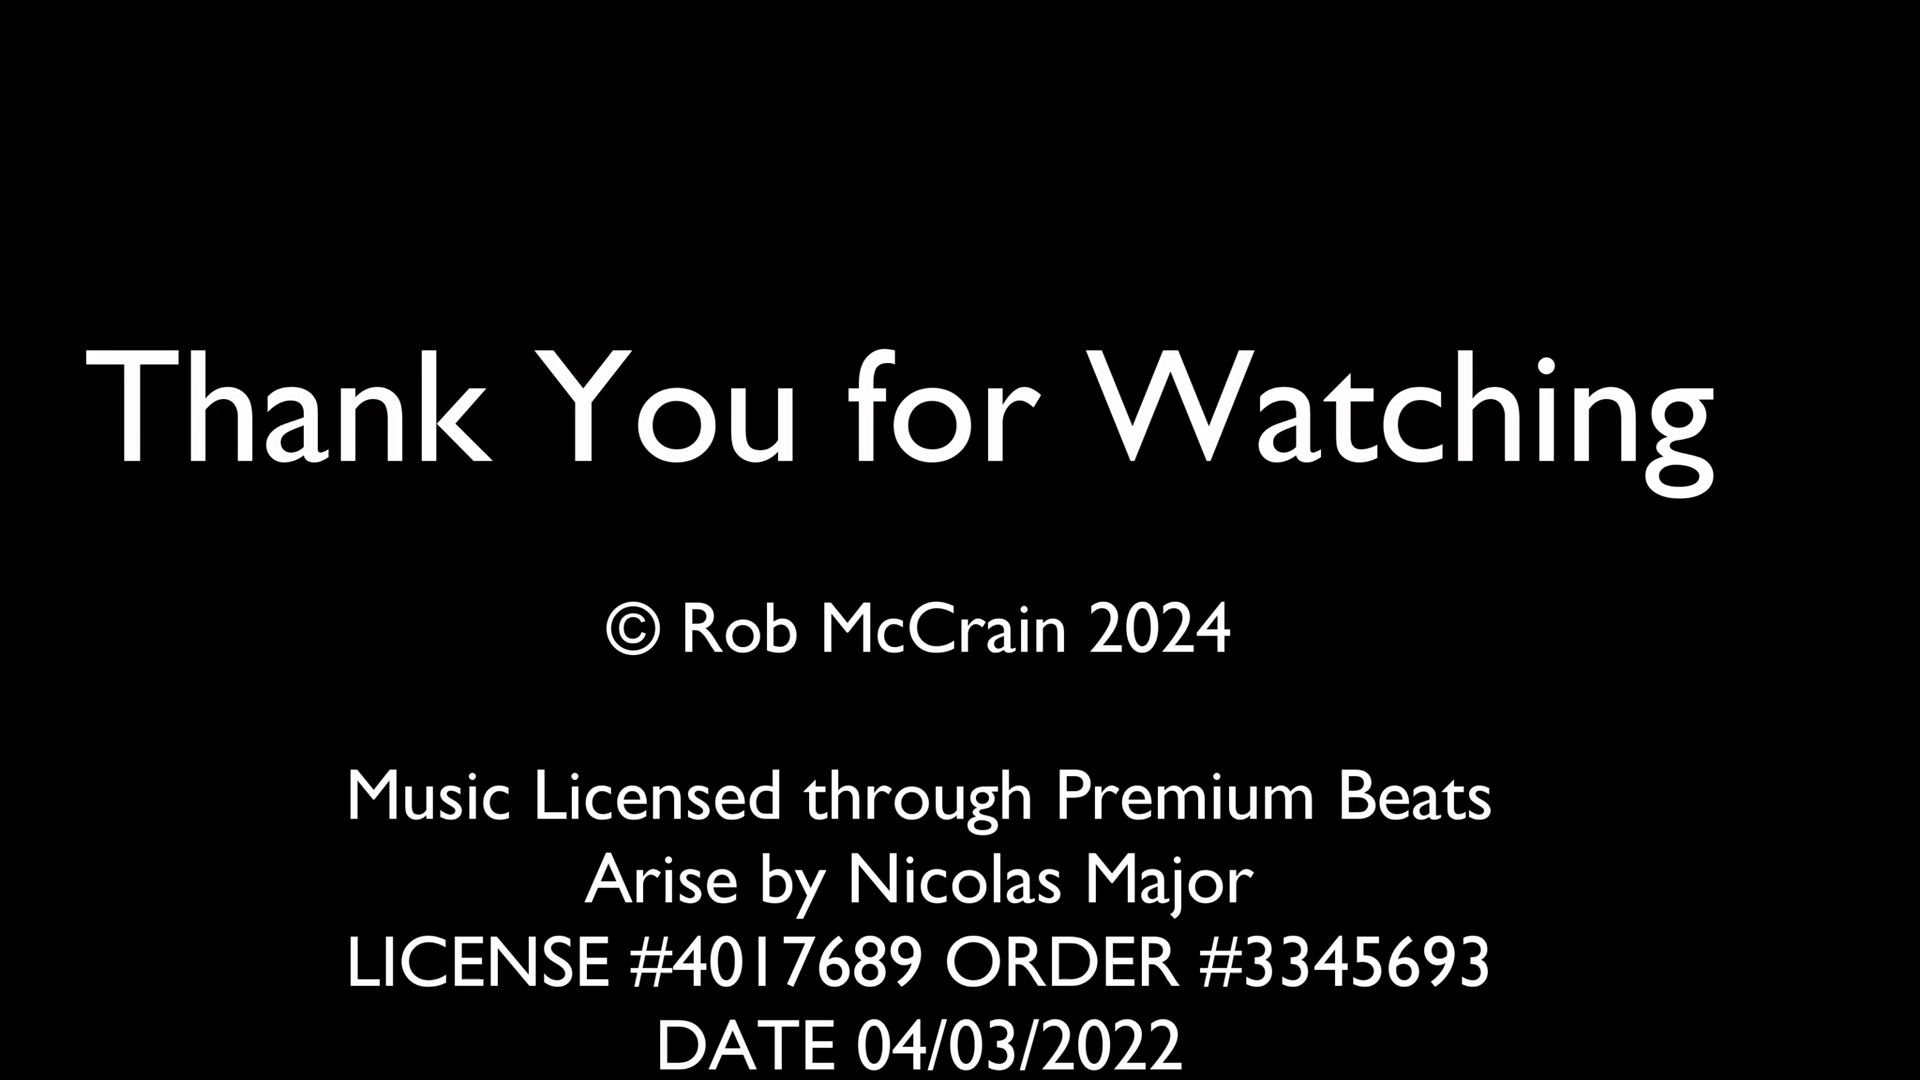 Thank You for Watching
© Rob McCrain 2024
Music Licensed through Premium Beats
Arise by Nicolas Major
LICENSE #4017689 ORDER #3345693
DATE 04/03/2022